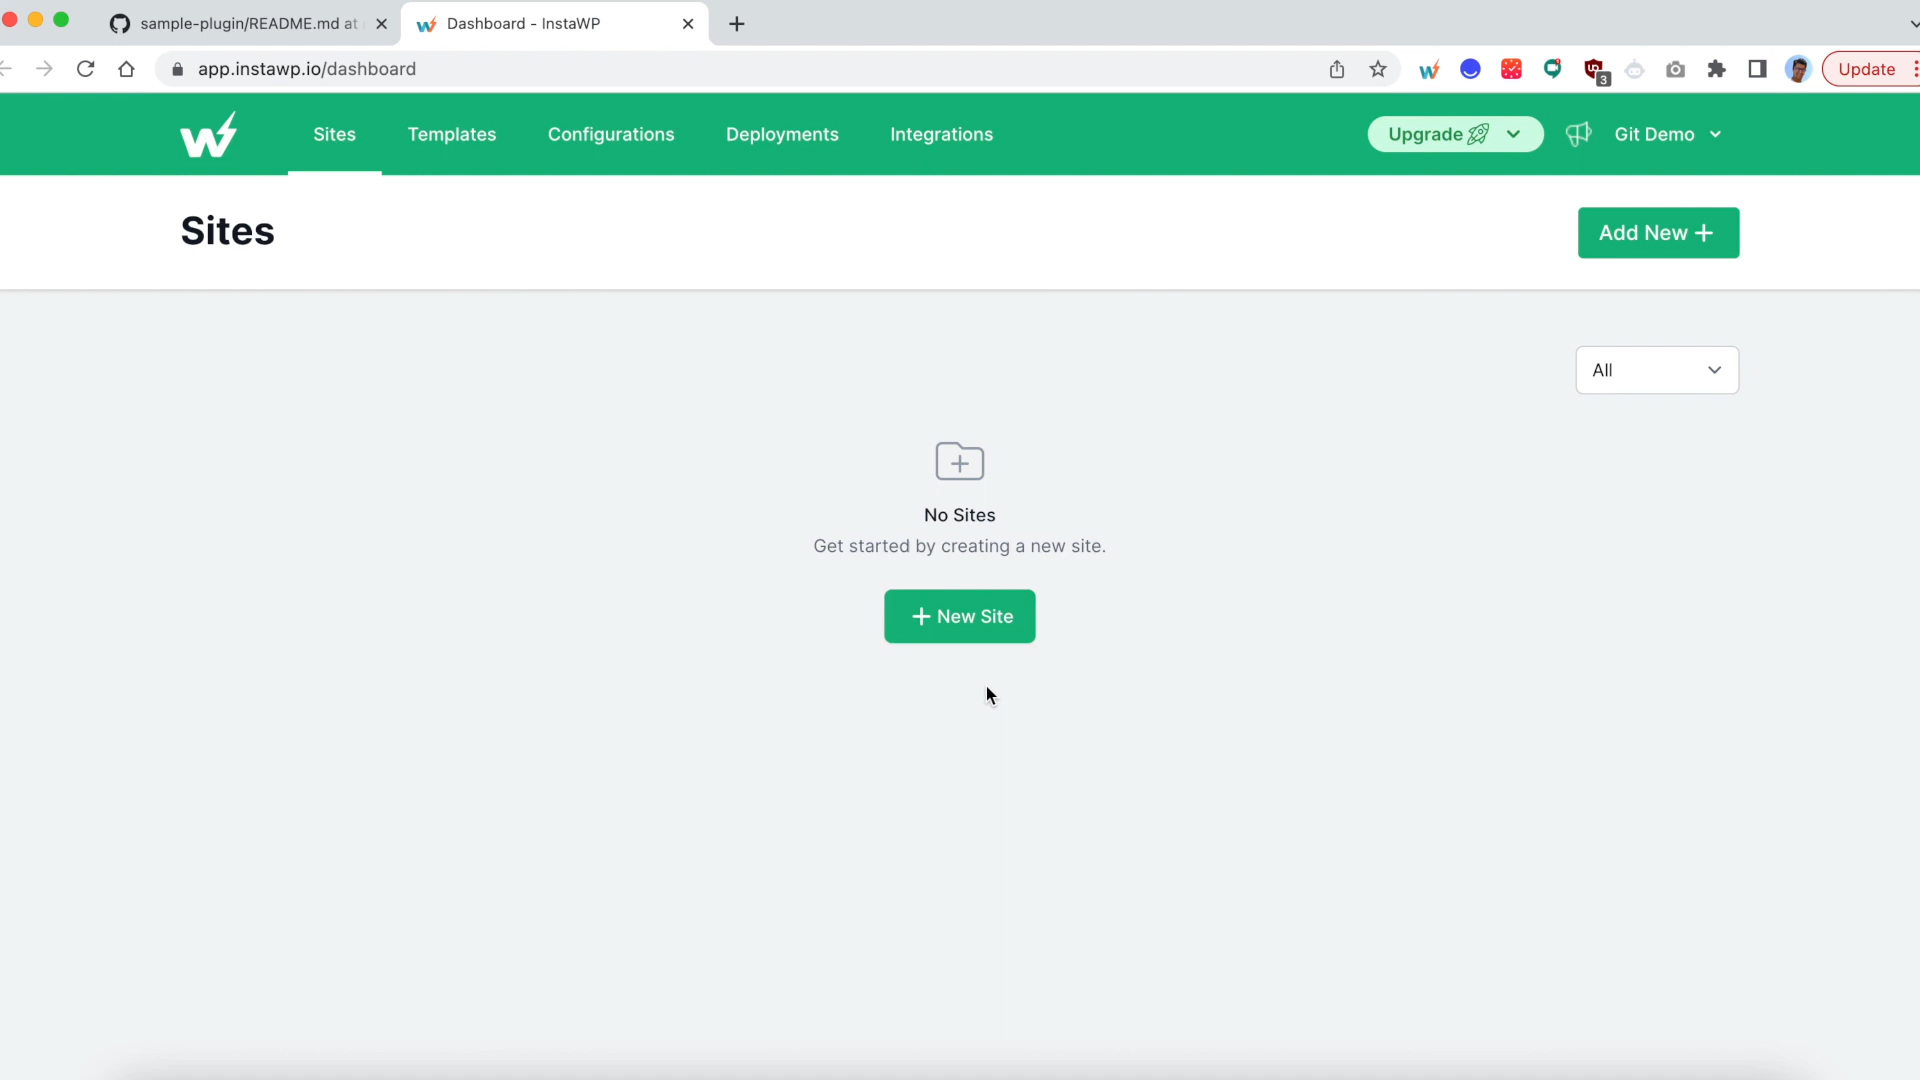 sample-plugin/README.md at
Dashboard - InstaWP
app.instawp.io/dashboard
3
Update
Sites
Templates
Configurations
Deployments
Integrations
Upgrade
Git Demo
Sites
Add New +
All
No Sites
Get started by creating a new site.
+ New Site